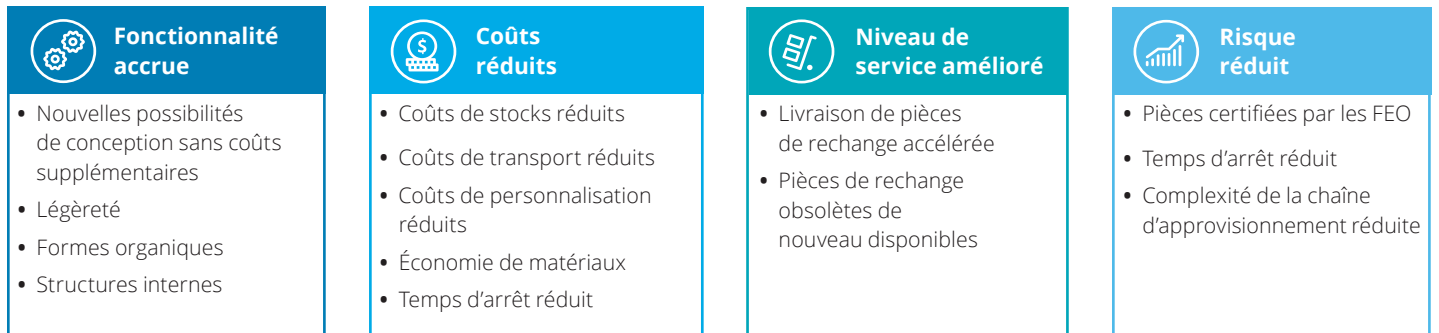 Fonctionnalité
accrue
• Nouvelles possibilités
de conception sans coûts
supplémentaires
• Légèreté
• Formes organiques
• Structures internes
$
Coûts
réduits
• Coûts de stocks réduits
• Coûts de transport réduits
• Coûts de personnalisation
réduits
• Économie de matériaux
• Temps d’arrêt réduit
Niveau de
service amélioré
• Livraison de pièces
de rechange accélérée
• Pièces de rechange
obsolètes de
nouveau disponibles
Risque
réduit
• Pièces certifiées par les FEO
• Temps d’arrêt réduit
• Complexité de la chaîne
d’approvisionnement réduite